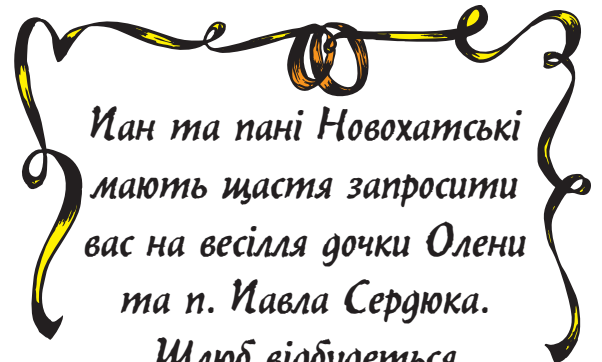 Пан та пані Новохатські
мають щастя запросити
вас на весілля дочки Олени
та п. Павла Сердюка.
Шлюб відбудеться